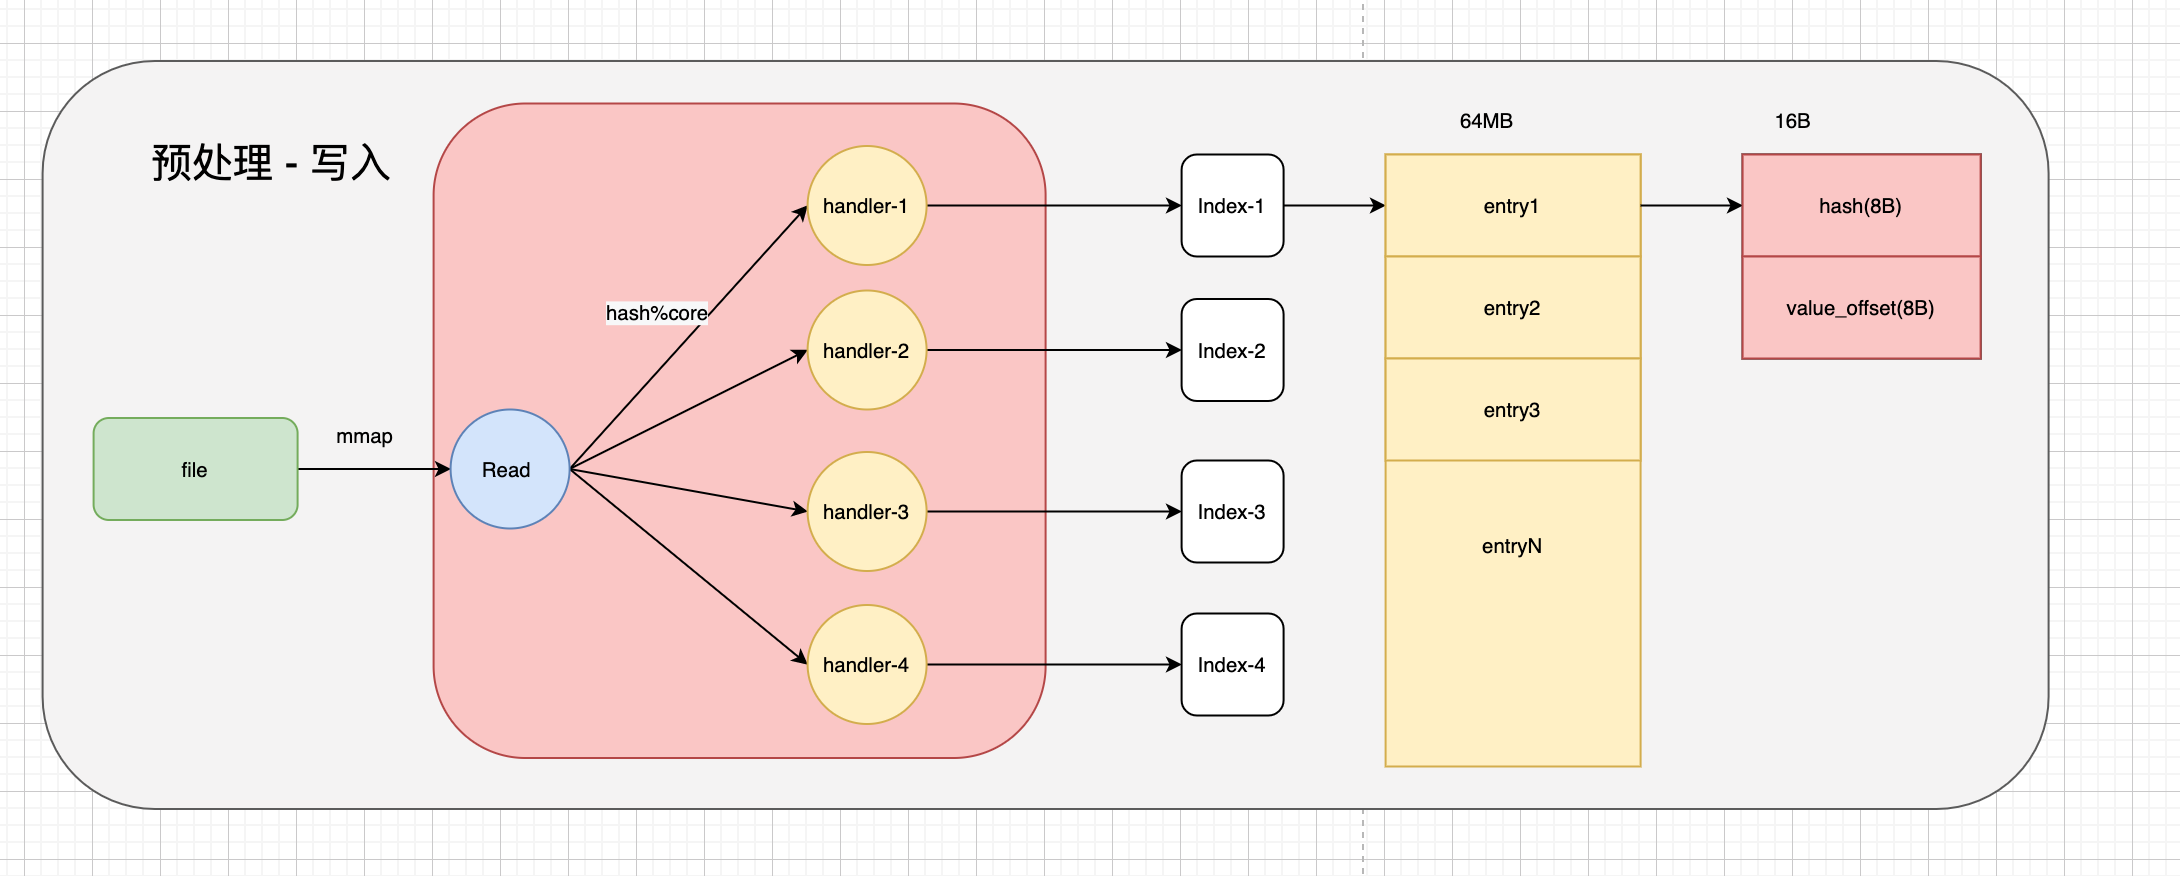 预处理 - 写入
64MB
16B
handler-1
Index-1
entry1
hash(8B)
hash%core
entry2
value_offset(8B)
handler-2
Index-2
entry3
mmap
file
Read
handler-3
Index-3
entryN
handler-4
Index-4